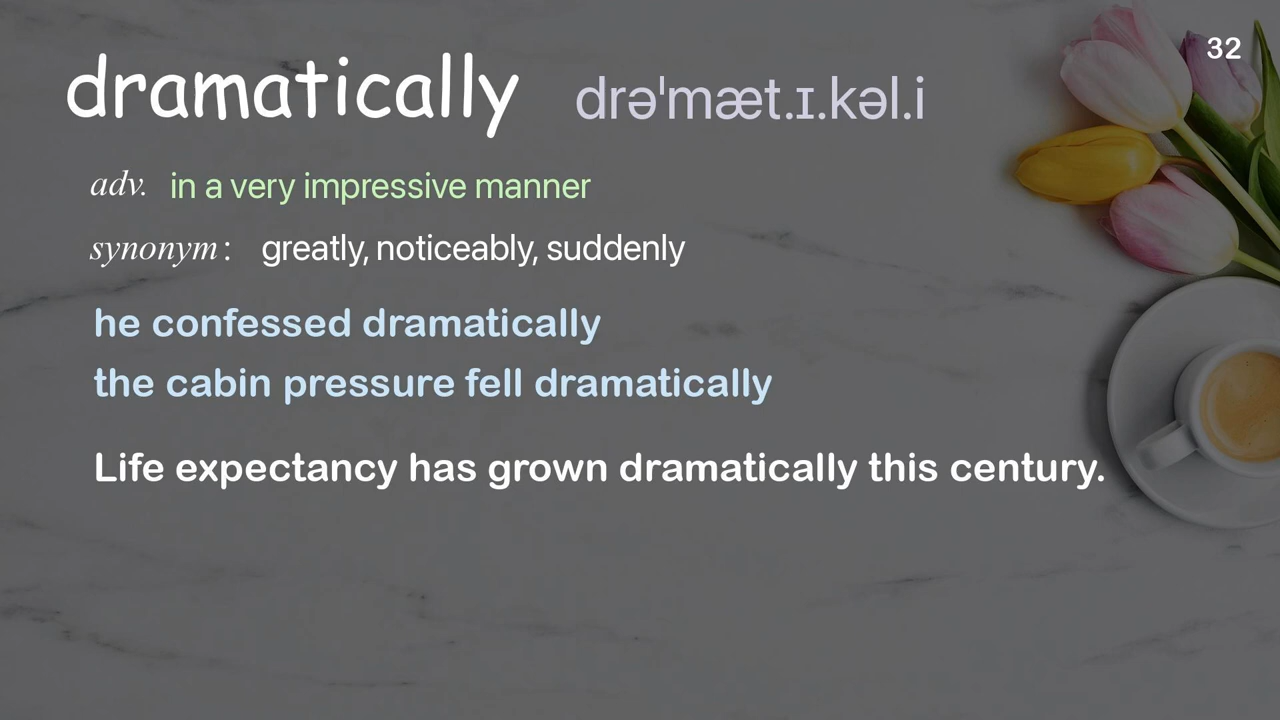 32
dramatically drəˈmæt.ɪ.kəl.i
adv. in a very impressive manner
synonym: greatly, noticeably, suddenly
he confessed dramatically
the cabin pressure fell dramatically
Life expectancy has grown dramatically this century.